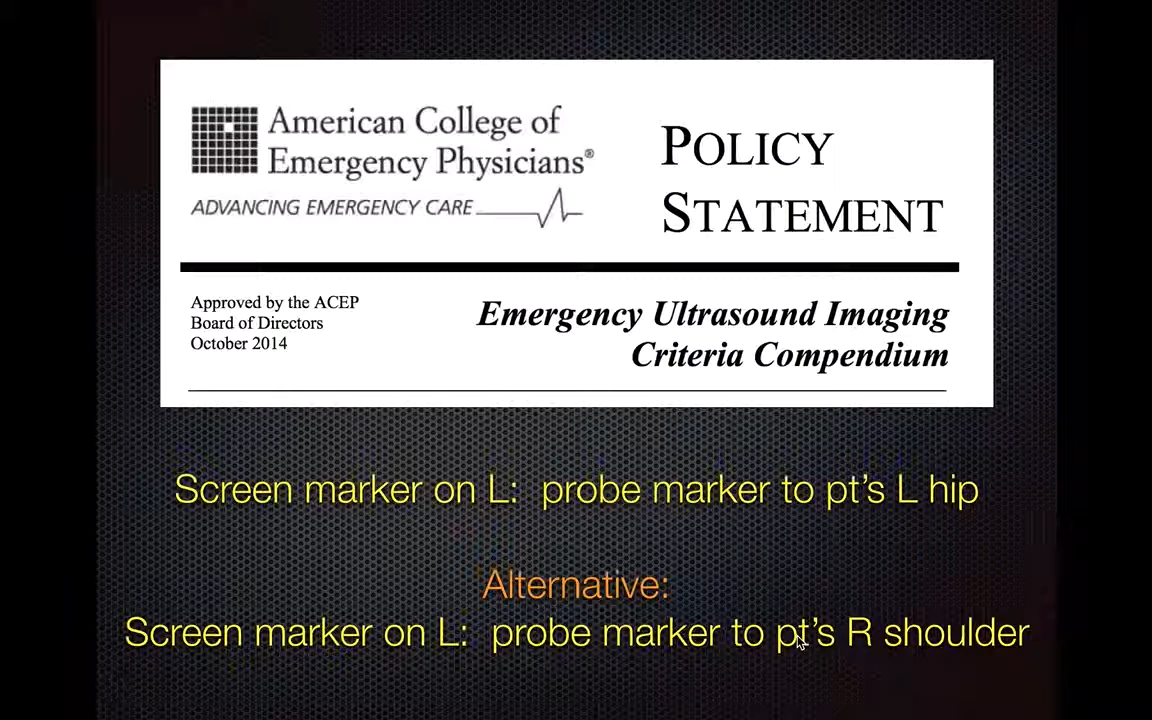 American College of
Emergency Physicians®
ADVANCING EMERGENCY CARE
POLICY
STATEMENT
Approved by the ACEP
Board of Directors
October 2014
Emergency Ultrasound Imaging
Criteria Compendium
Screen marker on L: probe marker to pt's L hip
Alternative:
Screen marker on L: probe marker to pt's R shoulder